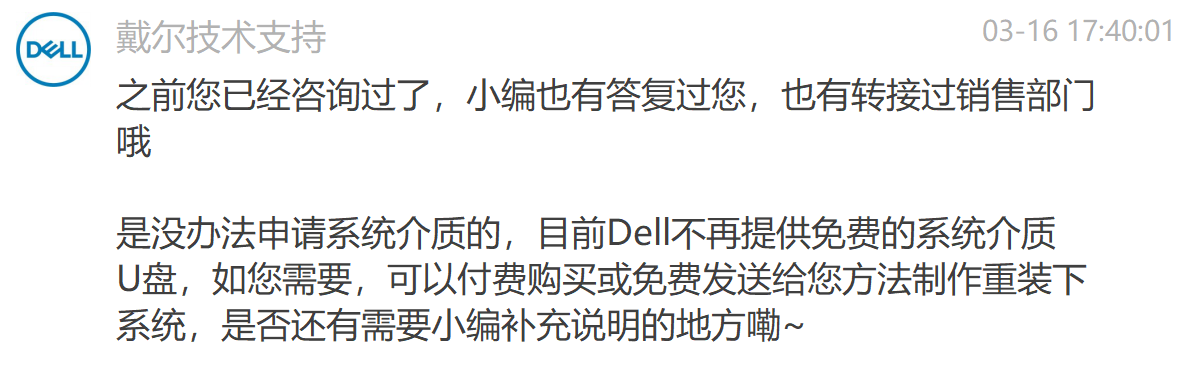 DELL
戴尔技术支持
03-16 17:40:01
之前您已经咨询过了，小编也有答复过您，也有转接过销售部门
哦
是没办法申请系统介质的，目前Dell不再提供免费的系统介质
U盘，如您需要，可以付费购买或免费发送给您方法制作重装下
系统，是否还有需要小编补充说明的地方嘞~